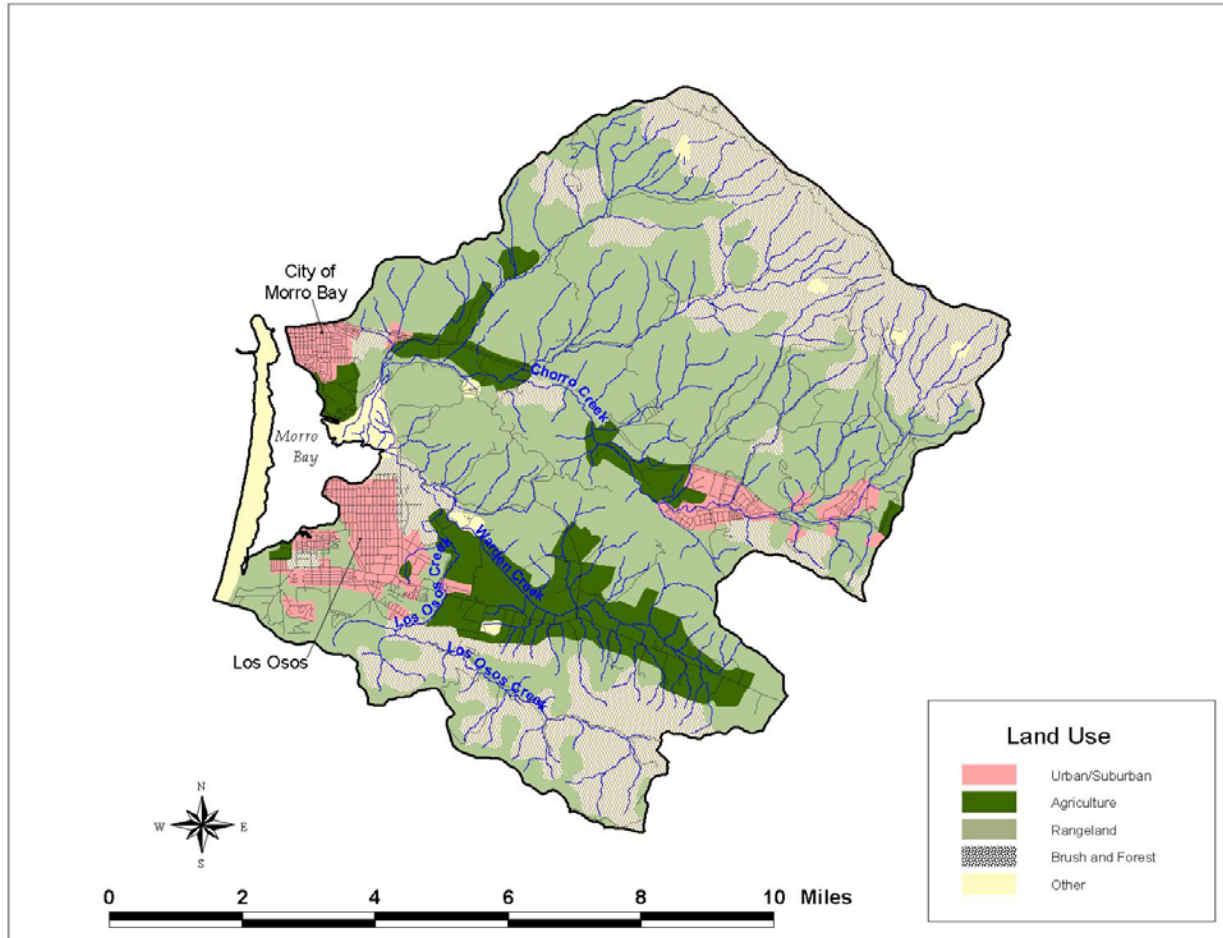 City of
Morro Bay
Chorro Creek
Morro
Bay
Warden Creek
Los Osos Creek
Los Osos Creek
Los Osos
Land Use
Urban/Suburban
Agriculture
Rangeland
Brush and Forest
Other
N
W E
S
0 2 4 6 8 10 Miles